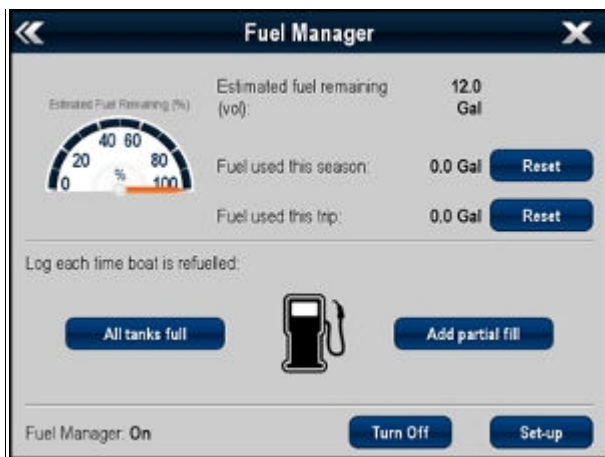 Fuel Manager
Estimated Fuel Remaining (%)
0 20 40 60 80 100
%
Estimated fuel remaining
(vol):
12.0
Gal
Fuel used this season: 0.0 Gal Reset
Fuel used this trip: 0.0 Gal Reset
Log each time boat is refuelled:
All tanks full Add partial fill
Fuel Manager: On Turn Off Set-up